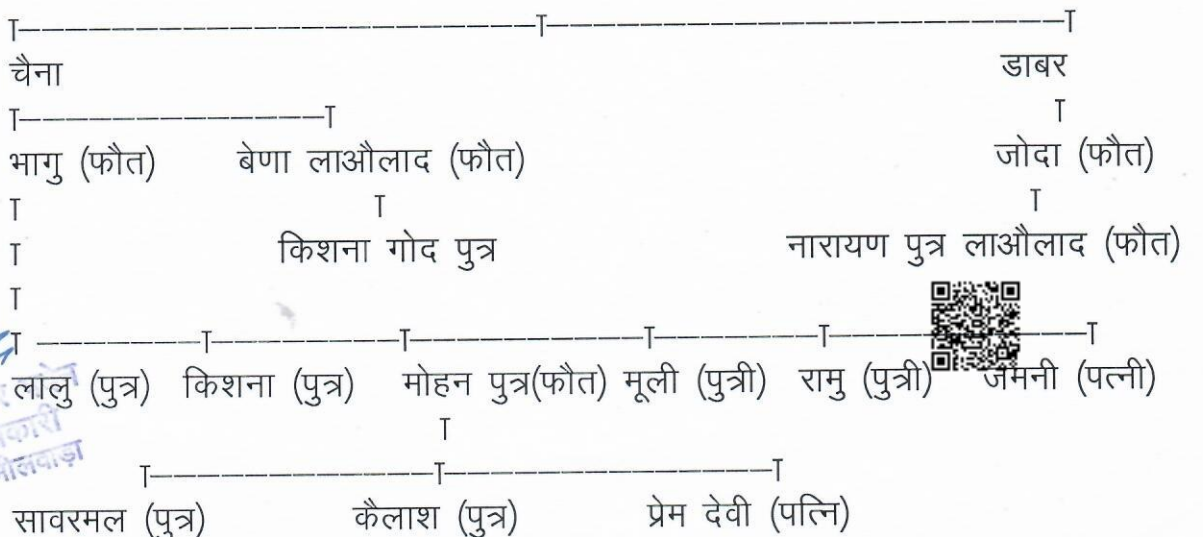 चैना डाबर
भागु (फौत) बेणा लाऔलाद (फौत) जोदा (फौत)
किशना गोद पुत्र नारायण पुत्र लाऔलाद (फौत)
लालु (पुत्र) किशना (पुत्र) मोहन पुत्र(फौत) मूली (पुत्री) रामु (पुत्री) जमनी (पत्नी)
सावरमल (पुत्र) कैलाश (पुत्र) प्रेम देवी (पत्नि)